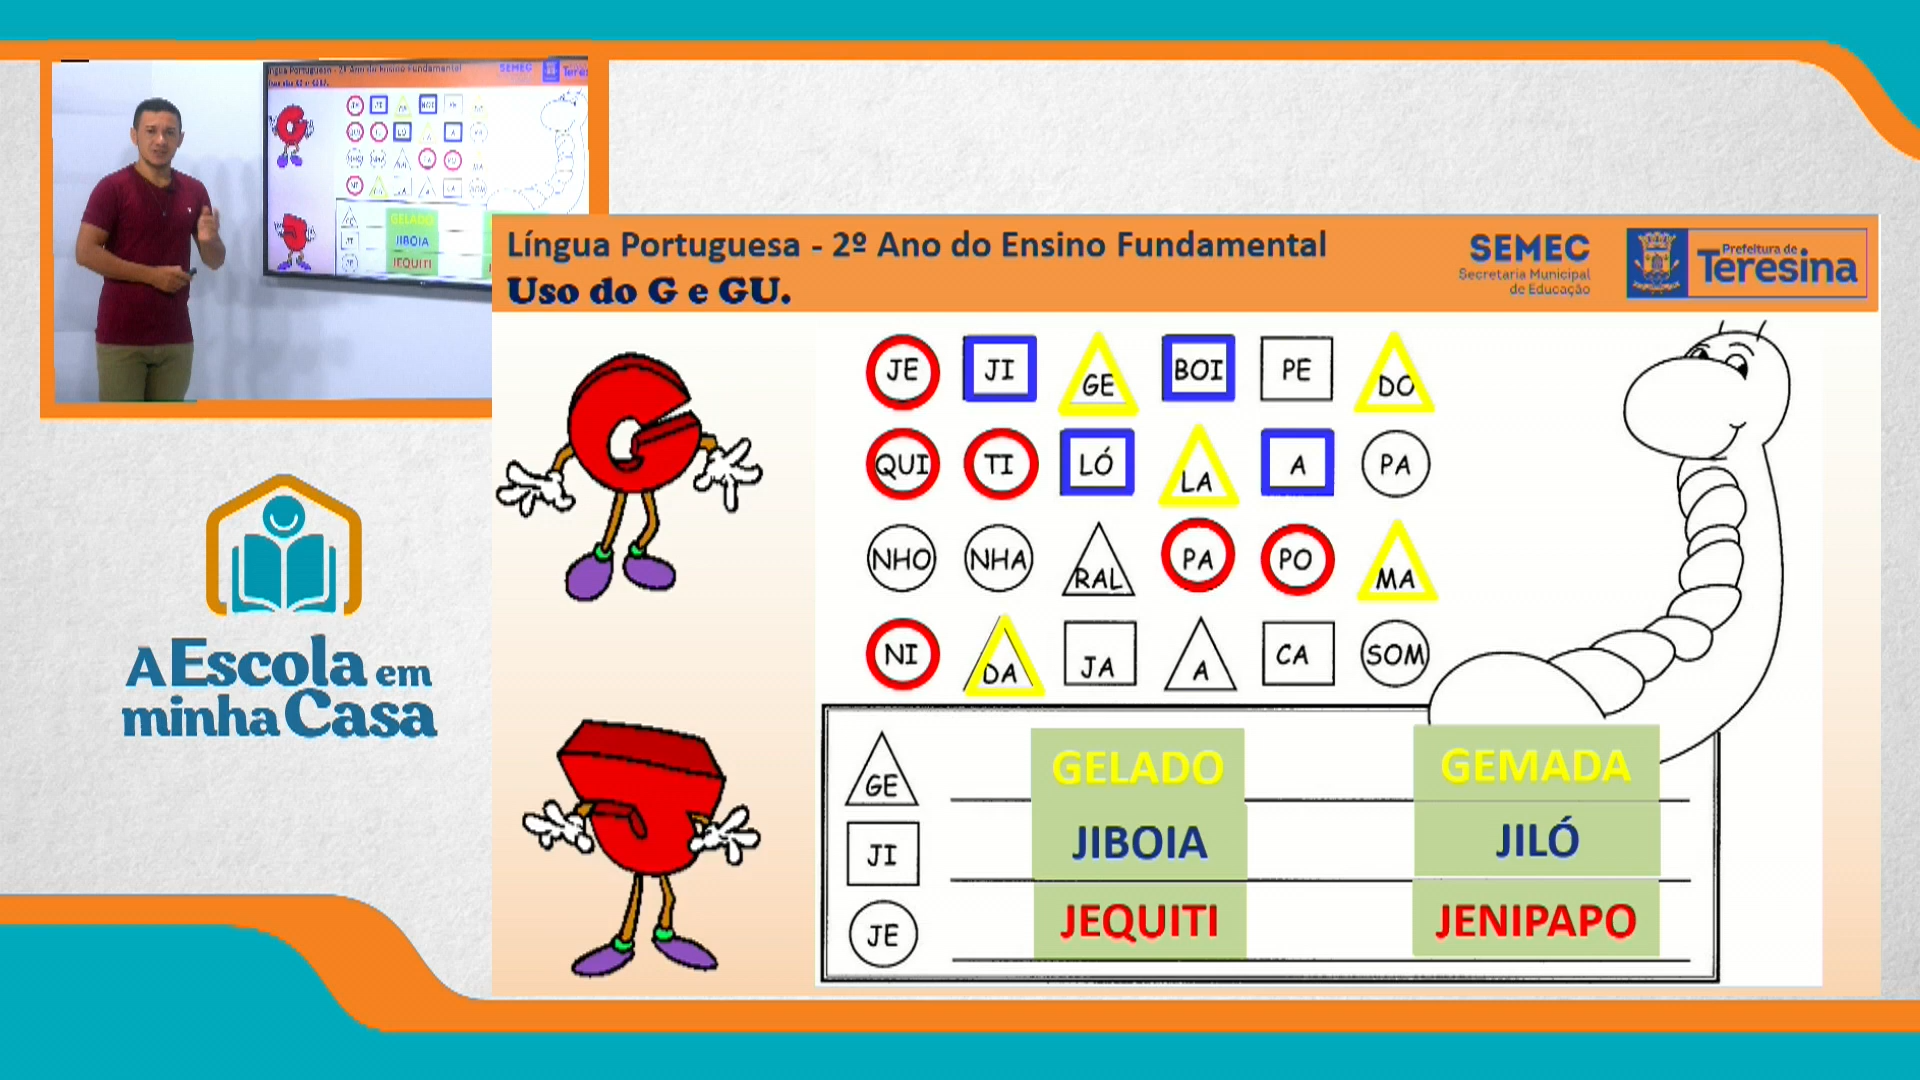 Língua Portuguesa - 2º Ano do Ensino Fundamental
Uso do G e GU.
SEMEC
Secretaria Municipal
de Educação
Prefeitura de
Teresina
JE JI GE BOI PE DO
QUI TI LÓ LA A PA
NHO NHA RAL PA PO MA
NI DA JA A CA SOM
GE GELADO GEMADA
JI JIBOIA JILÓ
JE JEQUITI JENIPAPO
A Escola em
minha Casa